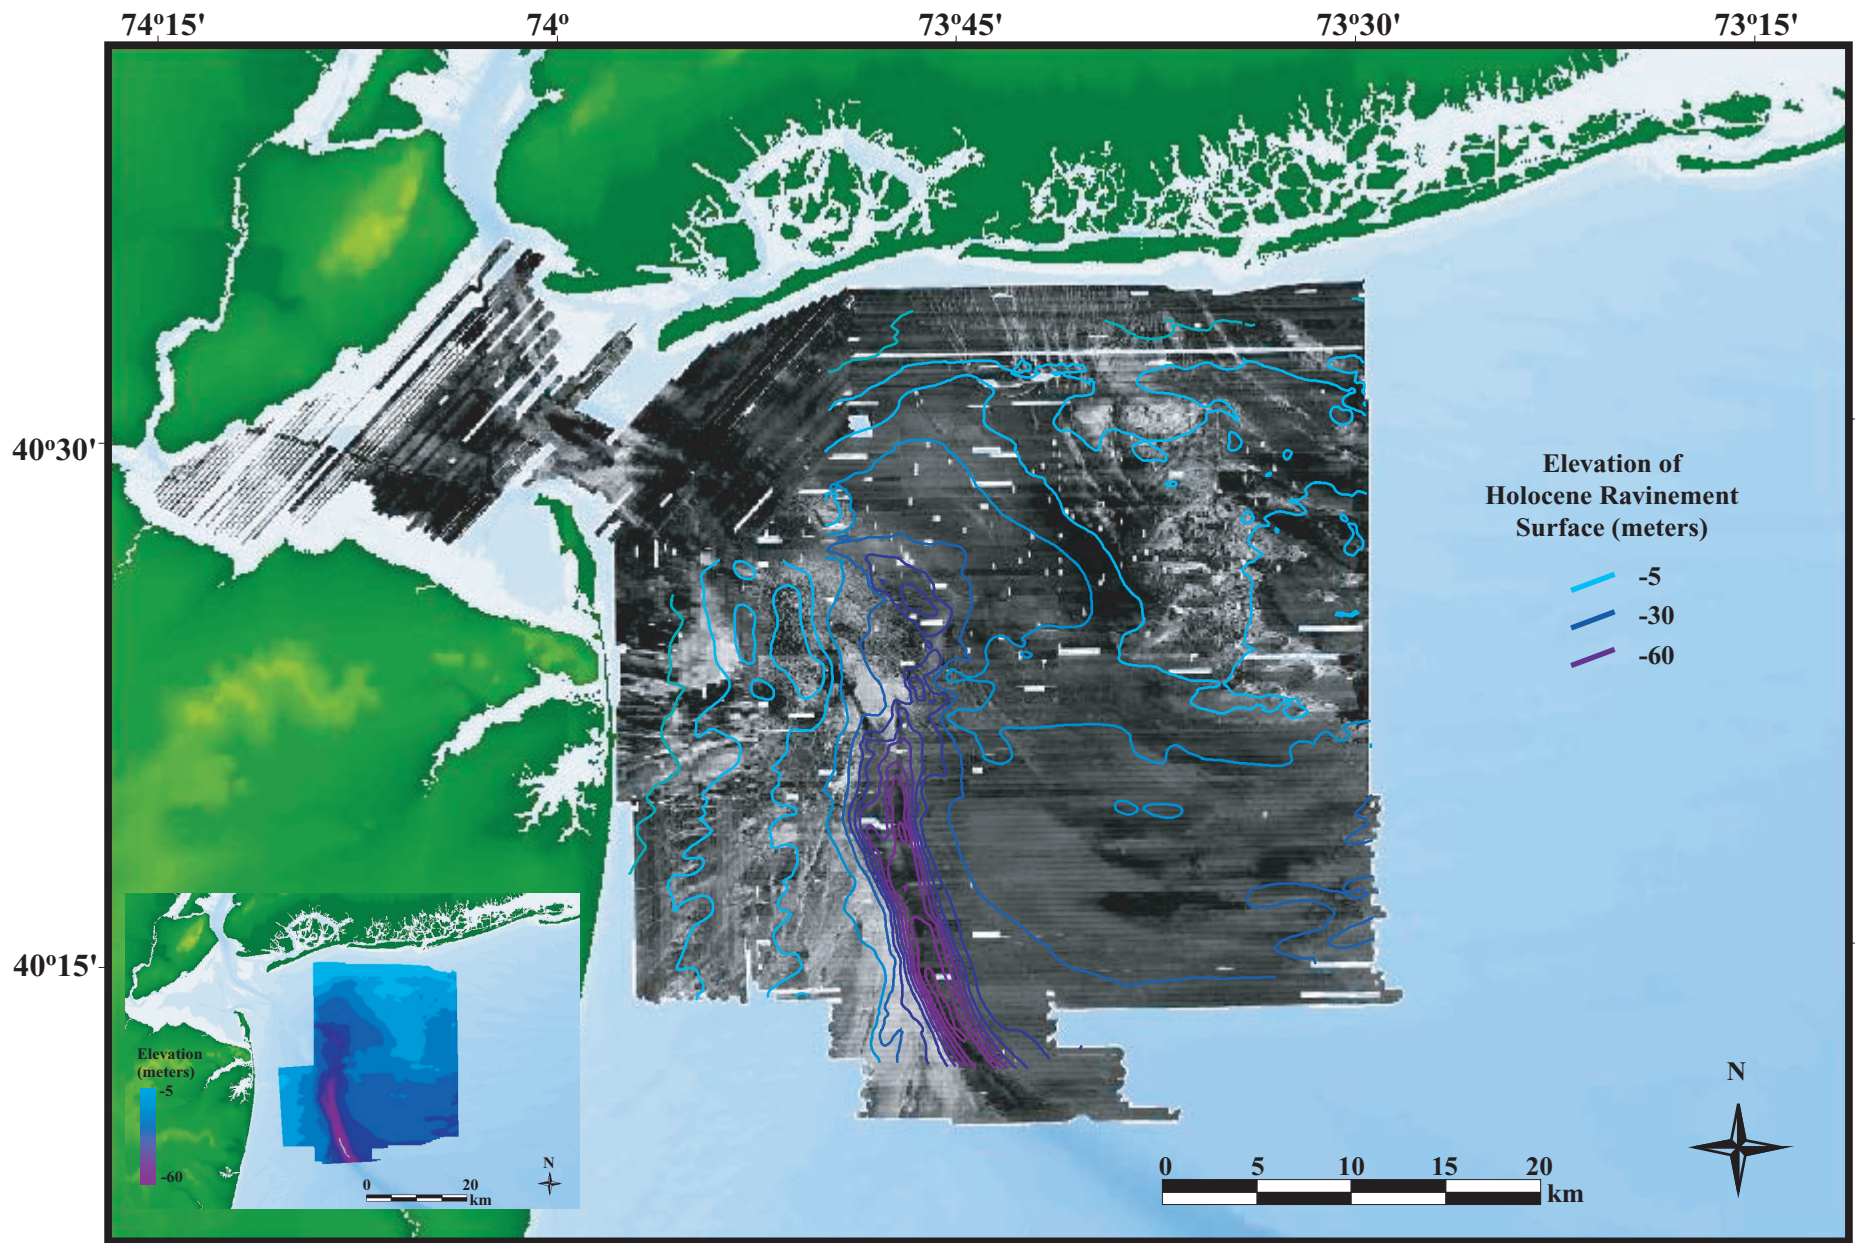 74º15'
74º
73º45'
73º30'
73º15'
40º30'
40º15'
Elevation of
Holocene Ravinement
Surface (meters)
-5
-30
-60
Elevation
(meters)
-5
-60
N
0 20
km
N
0 5 10 15 20
km